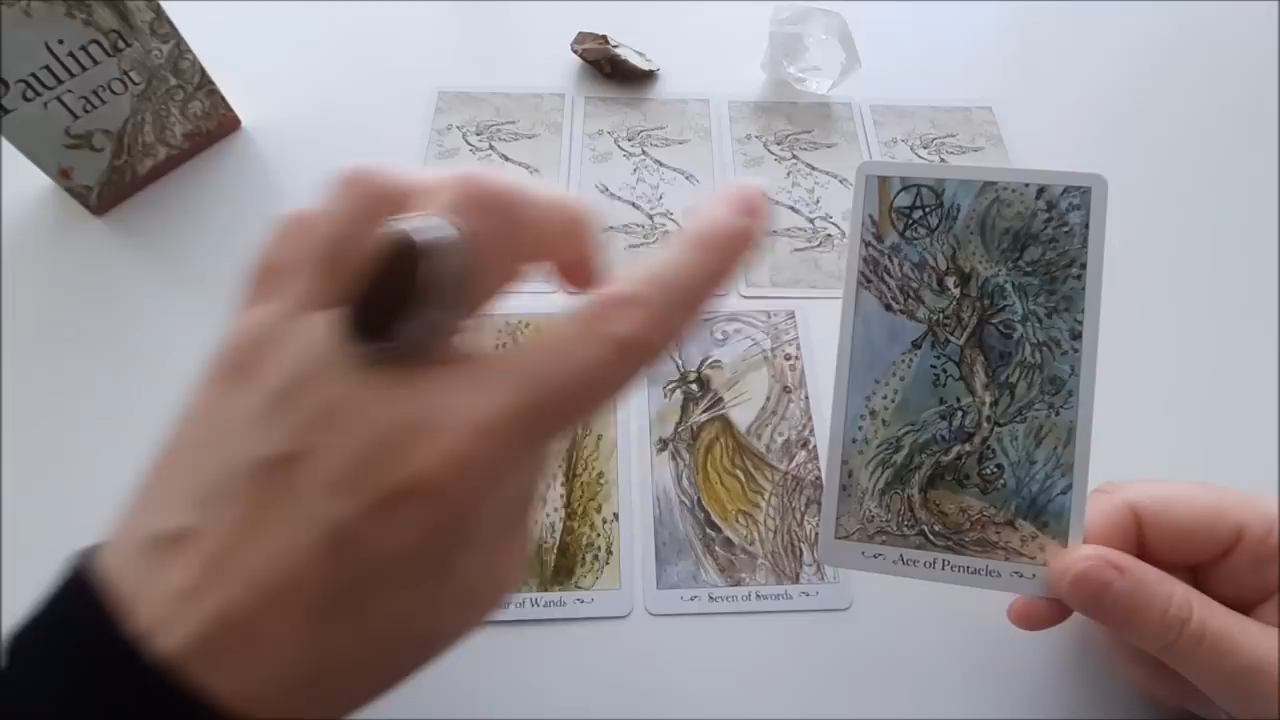 Paulina
Tarot
of Wands
Seven of Swords
Ace of Pentacles